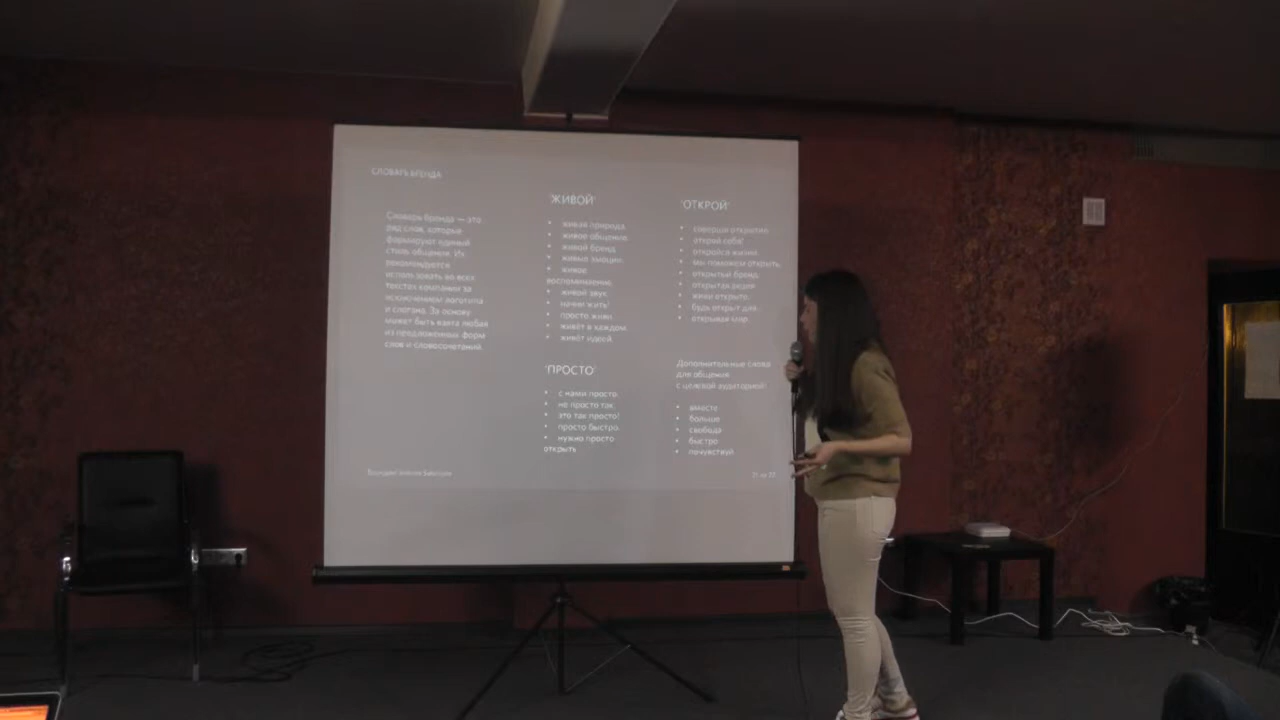 СЛОВАРЬ БРЕНДА
Словарь бренда — это
ряд слов, которые
формируют единый
стиль общения. Их
рекомендуется
использовать во всех
текстах компании за
исключением логотипа
и слогана. За основу
может быть взята любая
из предложенных форм
слов и словосочетаний.
'ЖИВОЙ'
• живая природа.
• живое общение.
• живой бренд.
• живые эмоции.
• живое
воспоминание.
• живой звук.
• начни жить!
• просто живи.
• живёт в каждом.
• живёт идеей.
'ПРОСТО'
• с нами просто.
• не просто так.
• это так просто!
• просто быстро.
• нужно просто
открыть
'ОТКРОЙ'
• соверши открытие.
• открой себя!
• откройся жизни.
• мы поможем открыть.
• открытый бренд.
• открытая акция
• живи открыто.
• будь открыт для
• открывая мир.
Дополнительные слова
для общения
с целевой аудиторией:
• вместе
• больше
• свобода
• быстро
• почувствуй